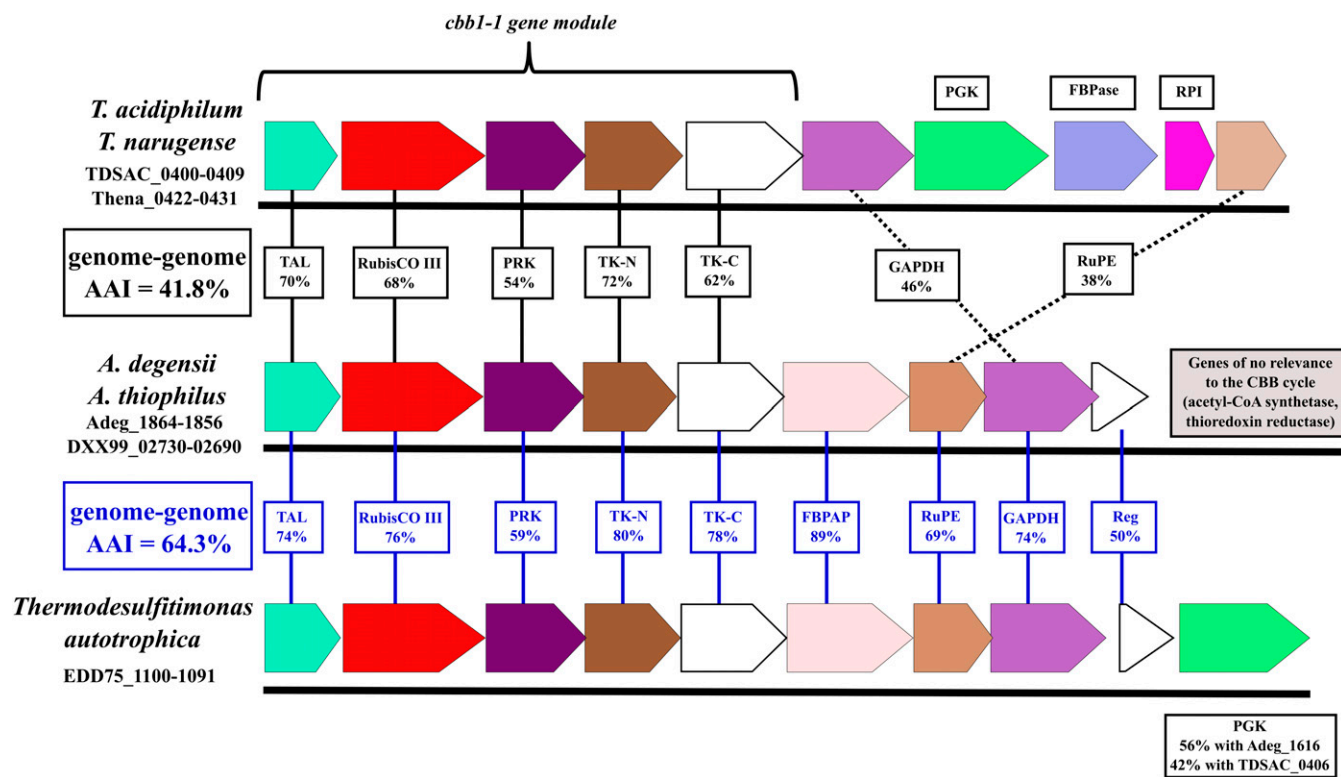 cbb1-1 gene module
T. acidiphilum
T. narugense
TDSAC_0400-0409
Thena_0422-0431
PGK
FBPase
RPI
genome-genome
AAI = 41.8%
TAL
70%
RubisCO III
68%
PRK
54%
TK-N
72%
TK-C
62%
GAPDH
46%
RuPE
38%
A. degensii
A. thiophilus
Adeg_1864-1856
DXX99_02730-02690
Genes of no relevance
to the CBB cycle
(acetyl-CoA synthetase,
thioredoxin reductase)
genome-genome
AAI = 64.3%
TAL
74%
RubisCO III
76%
PRK
59%
TK-N
80%
TK-C
78%
FBPAP
89%
RuPE
69%
GAPDH
74%
Reg
50%
Thermodesulfitimonas
autotrophica
EDD75_1100-1091
PGK
56% with Adeg_1616
42% with TDSAC_0406